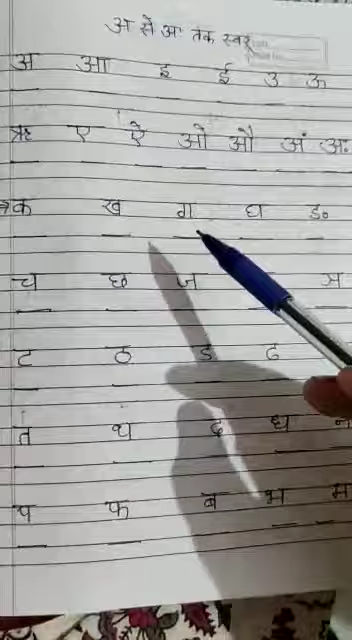 अ से अः तक स्वर
अ आ इ ई उ ऊ
ऋ ए ऐ ओ औ अं अः
क ख ग घ ङ
च छ ज ञ
ट ठ ड ढ
त थ द ध न
प फ ब भ म